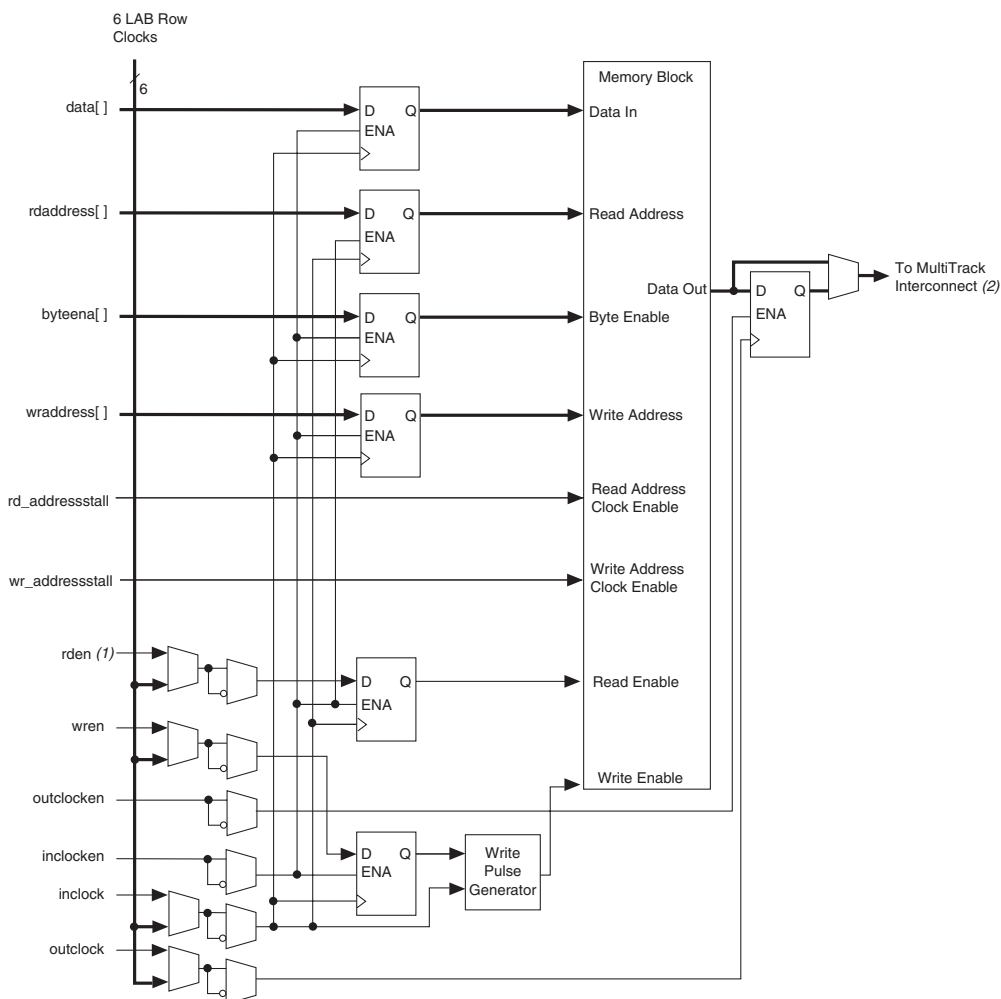 6 LAB Row
Clocks
6
data[ ]
D Q
ENA
Memory Block
Data In
rdaddress[ ]
D Q
ENA
Read Address
Data Out
D Q
ENA
To MultiTrack
Interconnect (2)
byteena[ ]
D Q
ENA
Byte Enable
wraddress[ ]
D Q
ENA
Write Address
rd_addressstall
Read Address
Clock Enable
wr_addressstall
Write Address
Clock Enable
rden (1)
D Q
ENA
Read Enable
wren
Write Enable
outclocken
inclocken
D Q
ENA
Write
Pulse
Generator
inclock
outclock